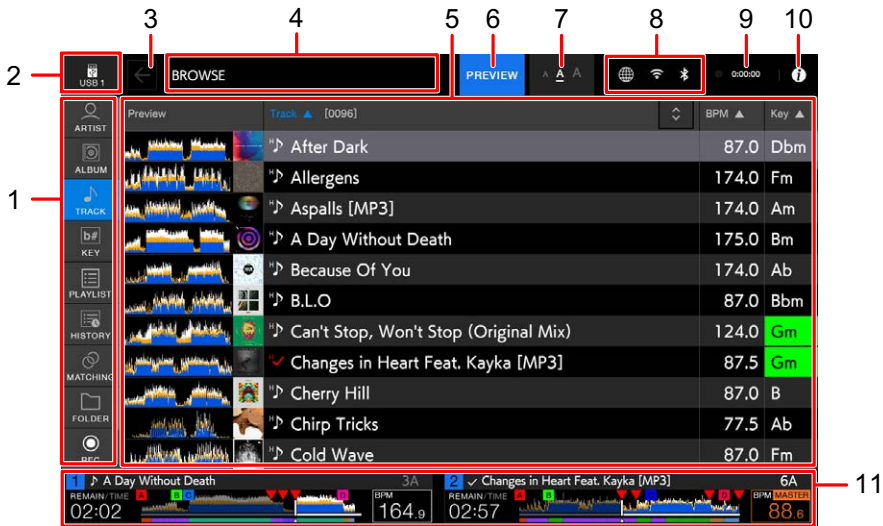 3 4 5 6 7 8 9 10
2 USB 1 BROWSE PREVIEW A A A 0:00:00 i
1
ARTIST
ALBUM
TRACK
b#
KEY
PLAYLIST
HISTORY
MATCHING
FOLDER
REC
Preview Track ▲ [0096] BPM ▲ Key ▲
After Dark 87.0 Dbm
Allergens 174.0 Fm
Aspalls [MP3] 174.0 Am
A Day Without Death 175.0 Bm
Because Of You 174.0 Ab
B.L.O 87.0 Bbm
Can't Stop, Won't Stop (Original Mix) 124.0 Gm
Changes in Heart Feat. Kayka [MP3] 87.5 Gm
Cherry Hill 87.0 B
Chirp Tricks 77.5 Ab
Cold Wave 87.0 Fm
11
1 A Day Without Death 3A
REMAIN/TIME A B C D BPM
02:02 164.9
2 Changes in Heart Feat. Kayka [MP3] 6A
REMAIN/TIME A B D BPM MASTER
02:57 88.6